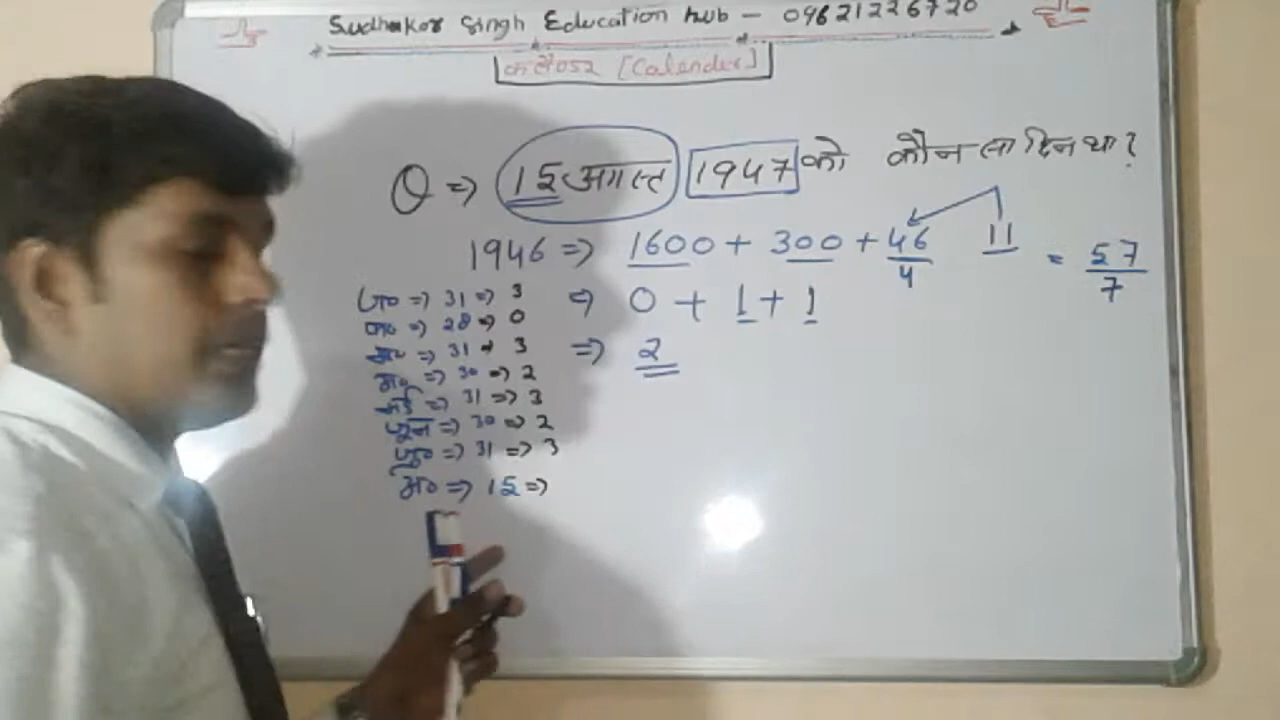 Sudhakar Singh Education hub - 09621226720
कैलेण्डर [Calender]
Q => 15 अगस्त 1947 को कौन सा दिन था?
1946 => 1600 + 300 + 46/4 11 = 57/7
=> 0 + 1 + 1
=> 2
ज० => 31 => 3
फ० => 28 => 0
मा० => 31 => 3
अ० => 30 => 2
मई => 31 => 3
जून => 30 => 2
जु० => 31 => 3
अ० => 15 =>